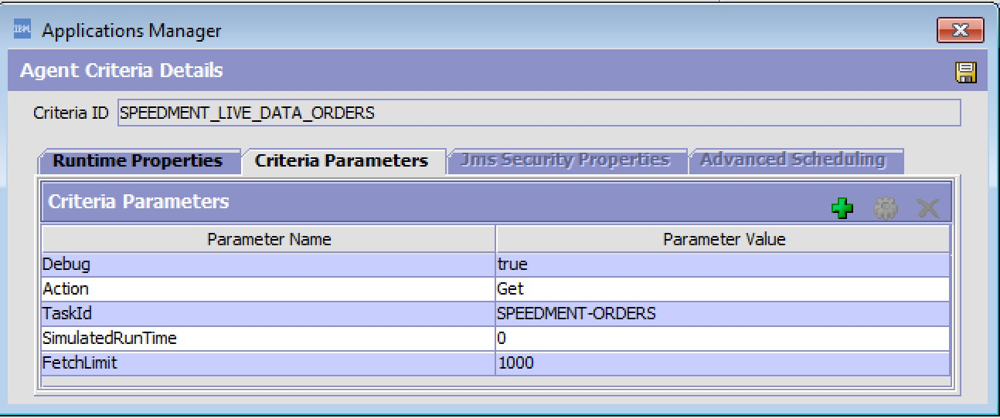 IBM
Applications Manager
Agent Criteria Details
Criteria ID SPEEDMENT_LIVE_DATA_ORDERS
Runtime Properties Criteria Parameters Jms Security Properties Advanced Scheduling
Criteria Parameters
Parameter Name Parameter Value
Debug true
Action Get
TaskId SPEEDMENT-ORDERS
SimulatedRunTime 0
FetchLimit 1000